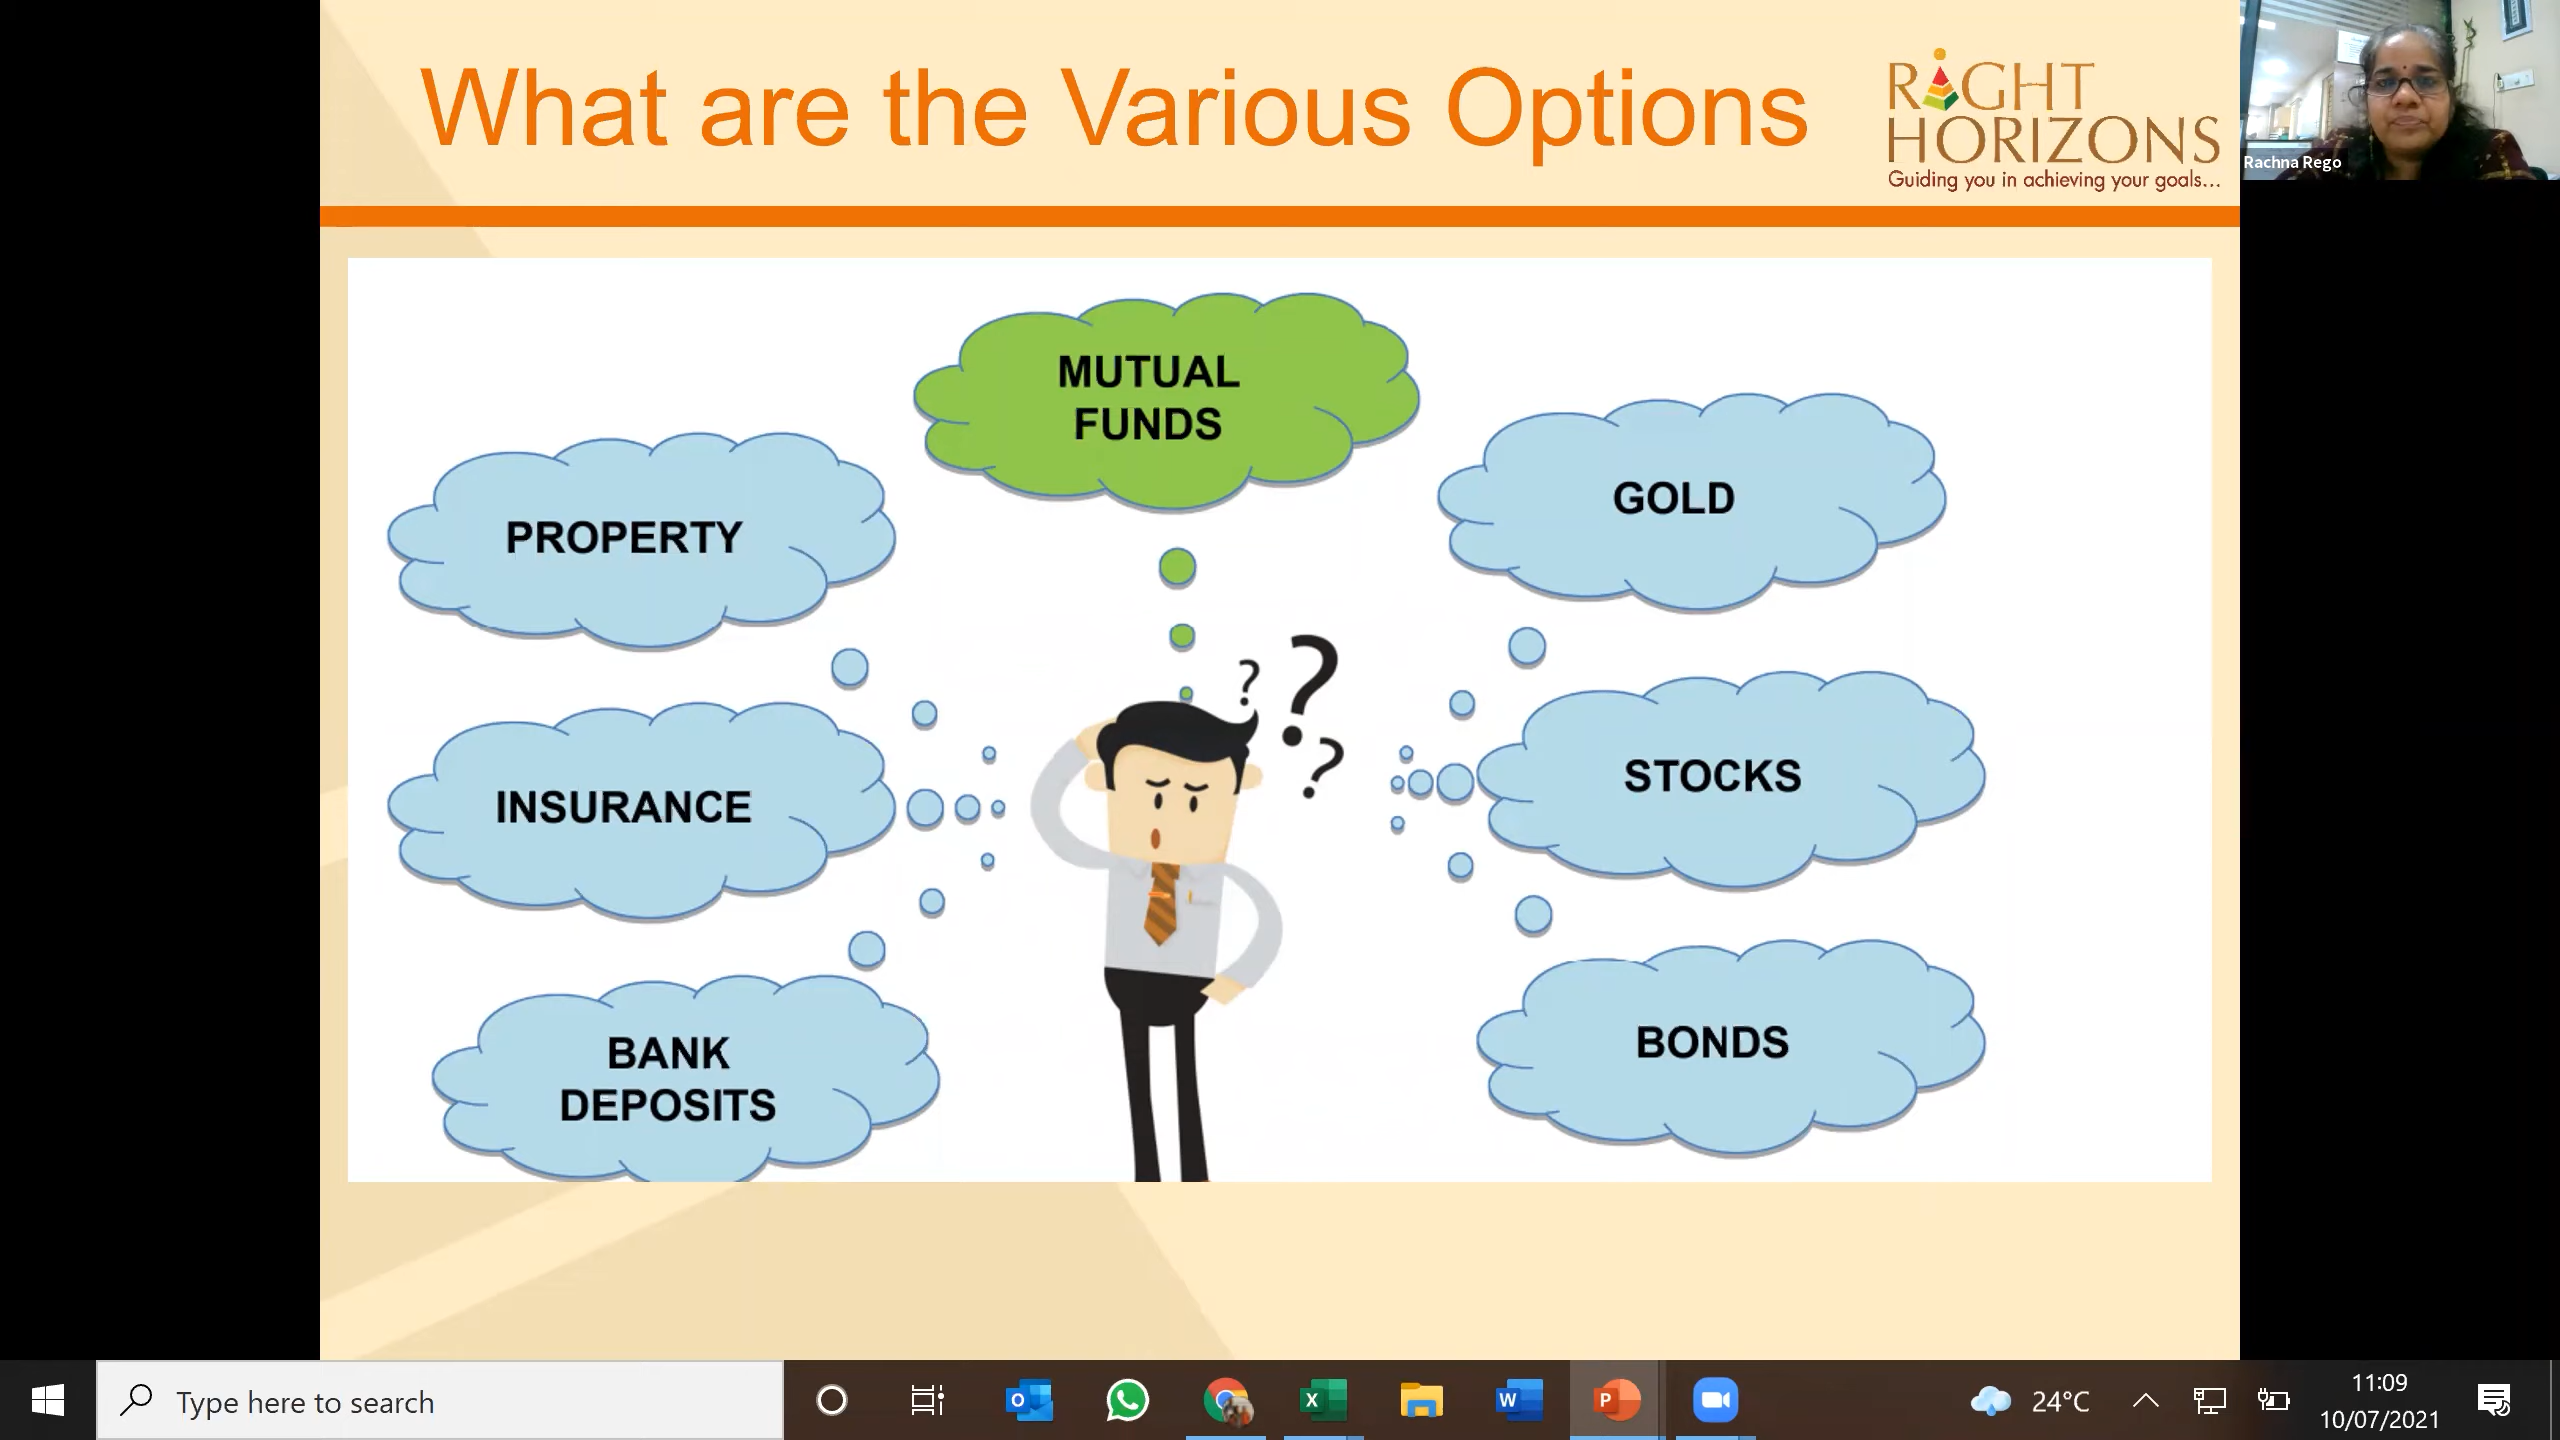 What are the Various Options
RIGHT
HORIZONS
Guiding you in achieving your goals...
Rachna Rego
MUTUAL
FUNDS
PROPERTY
GOLD
? ?
?
INSURANCE
STOCKS
BANK
DEPOSITS
BONDS
Type here to search
24°C
11:09
10/07/2021